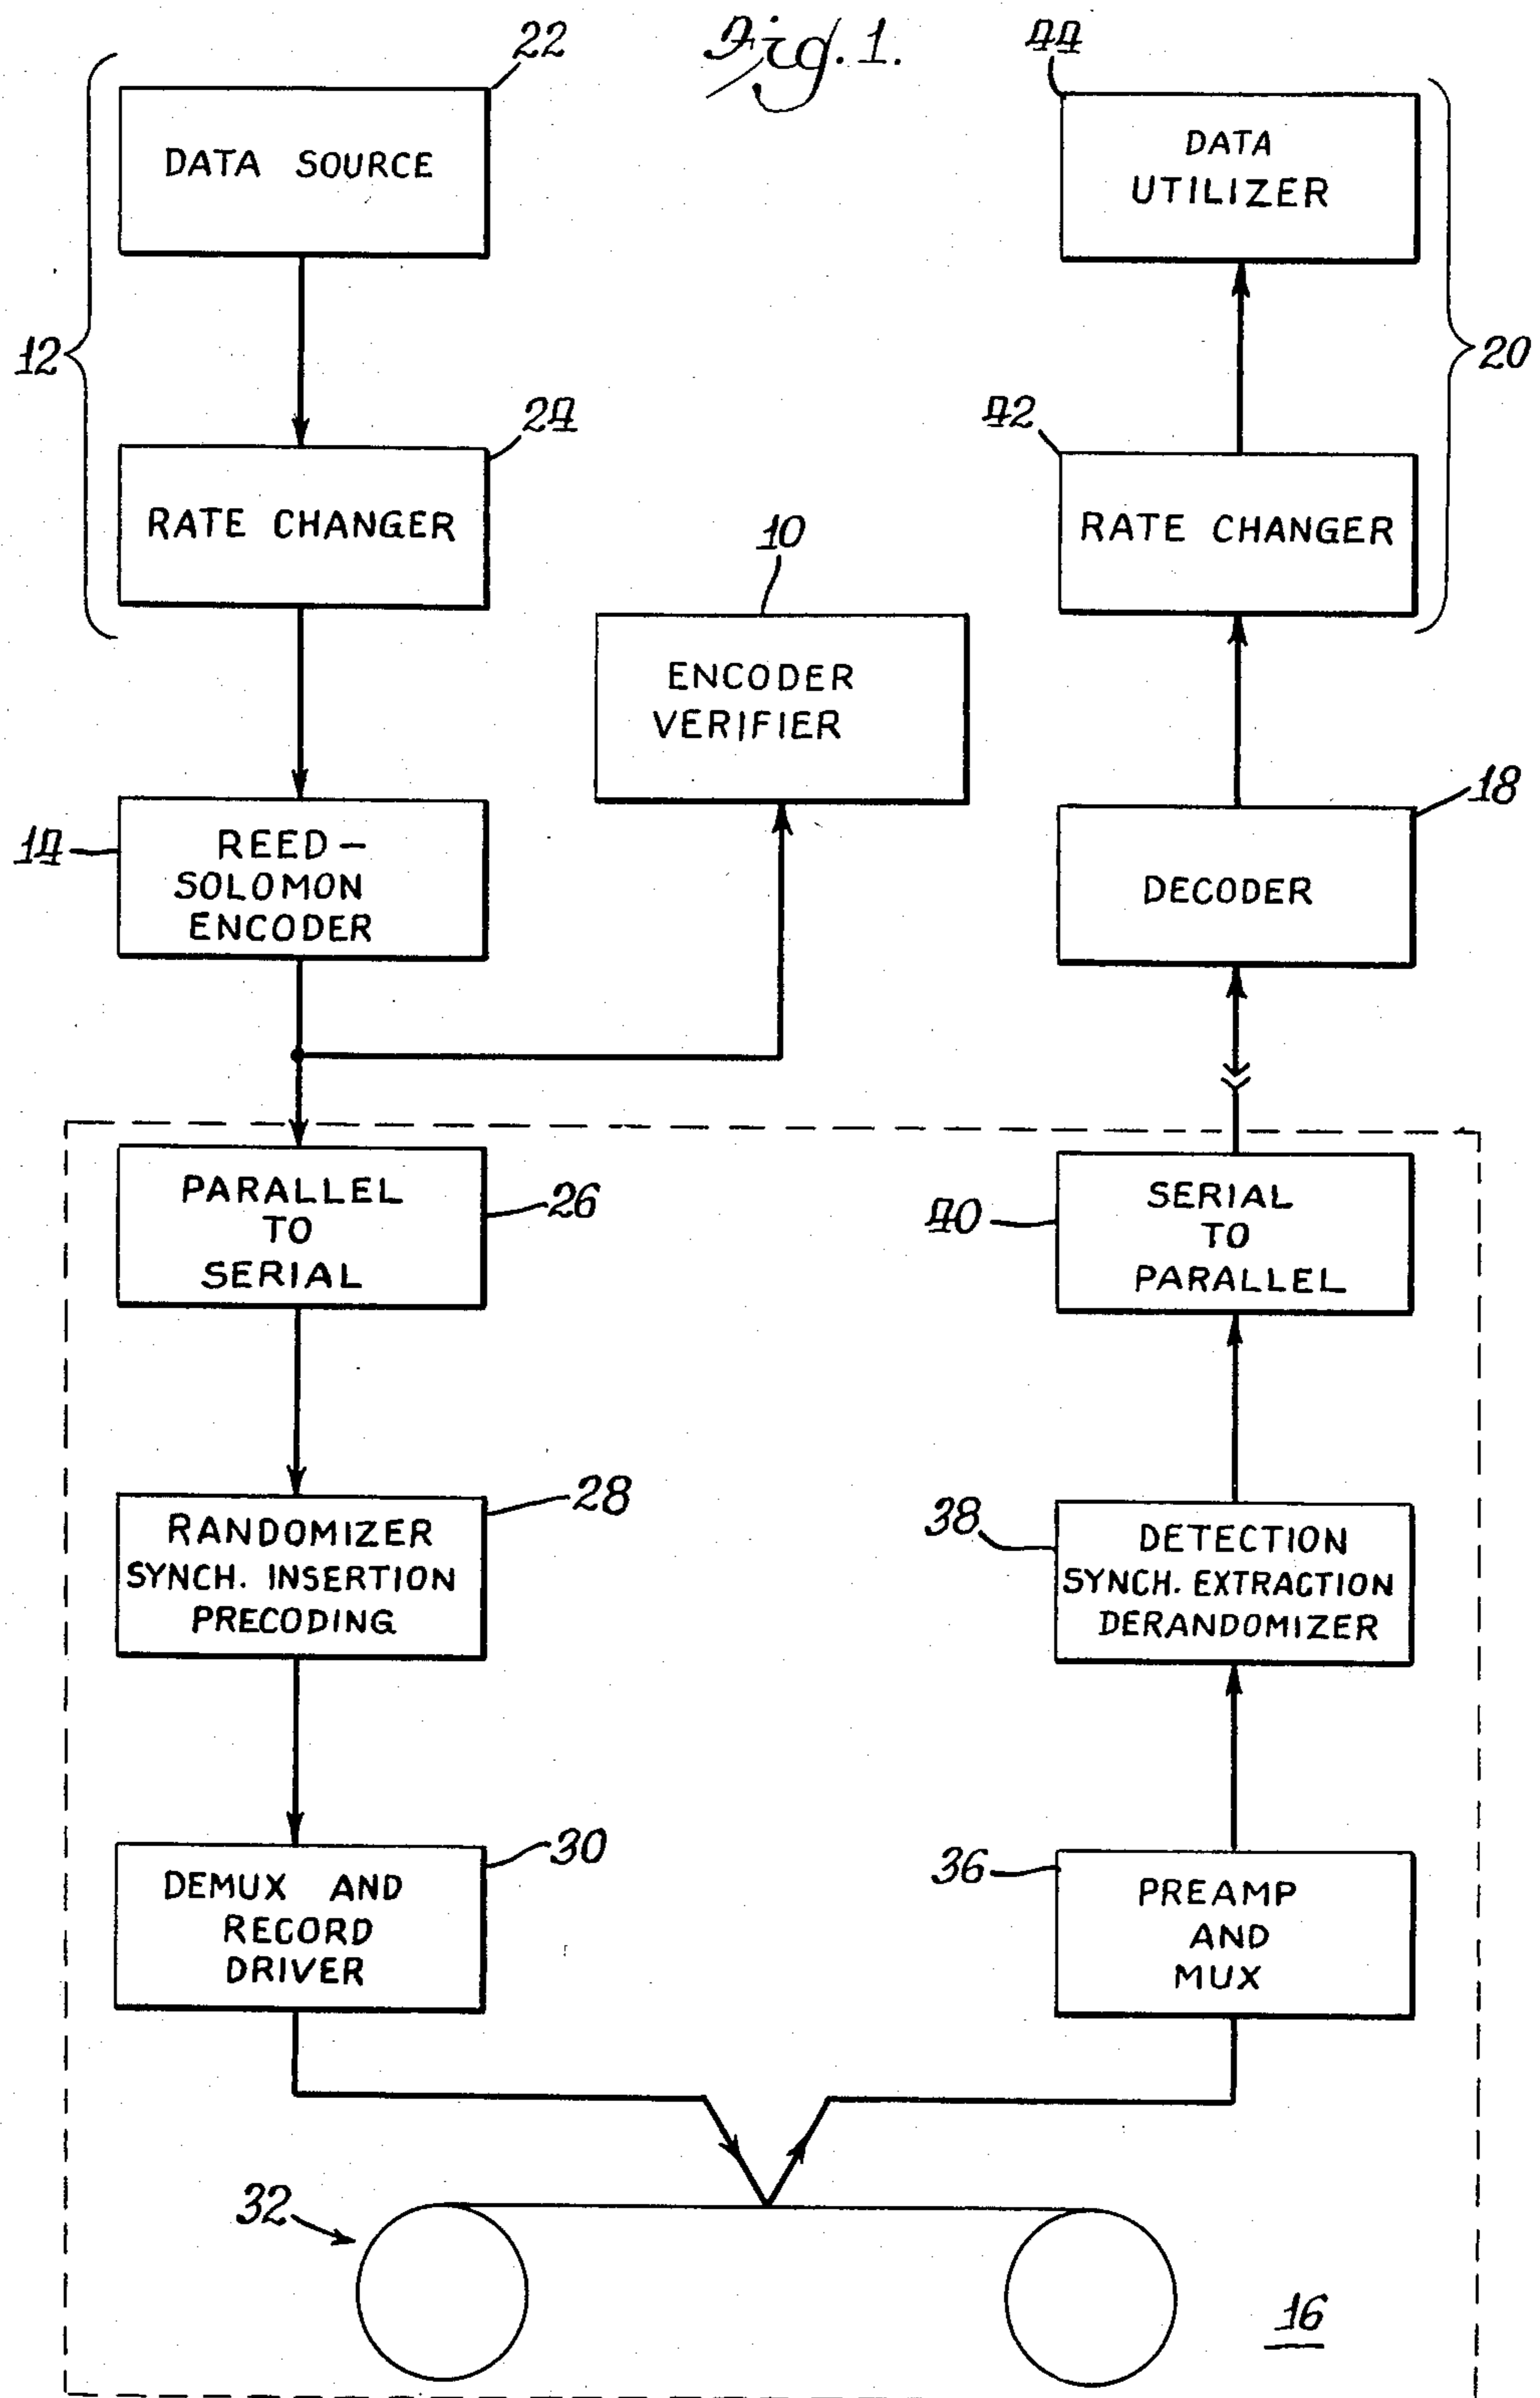 Fig. 1.
22
DATA SOURCE
12
24
RATE CHANGER
14
REED-
SOLOMON
ENCODER
10
ENCODER
VERIFIER
44
DATA
UTILIZER
20
42
RATE CHANGER
18
DECODER
PARALLEL
TO
SERIAL
26
RANDOMIZER
SYNCH. INSERTION
PRECODING
28
DEMUX AND
RECORD
DRIVER
30
40
SERIAL
TO
PARALLEL
38
DETECTION
SYNCH. EXTRACTION
DERANDOMIZER
36
PREAMP
AND
MUX
32
16